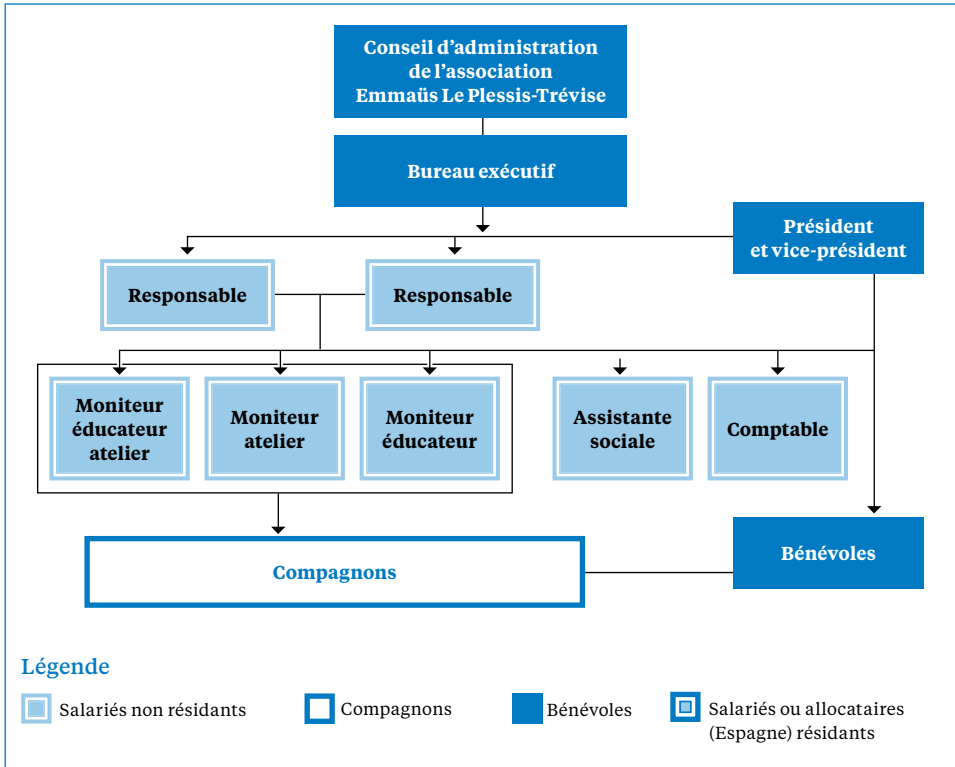 Conseil d'administration
de l'association
Emmaüs Le Plessis-Trévise
Bureau exécutif
Président
et vice-président
Responsable
Responsable
Moniteur
éducateur
atelier
Moniteur
atelier
Moniteur
éducateur
Assistante
sociale
Comptable
Compagnons
Bénévoles
Légende
Salariés non résidants
Compagnons
Bénévoles
Salariés ou allocataires
(Espagne) résidants